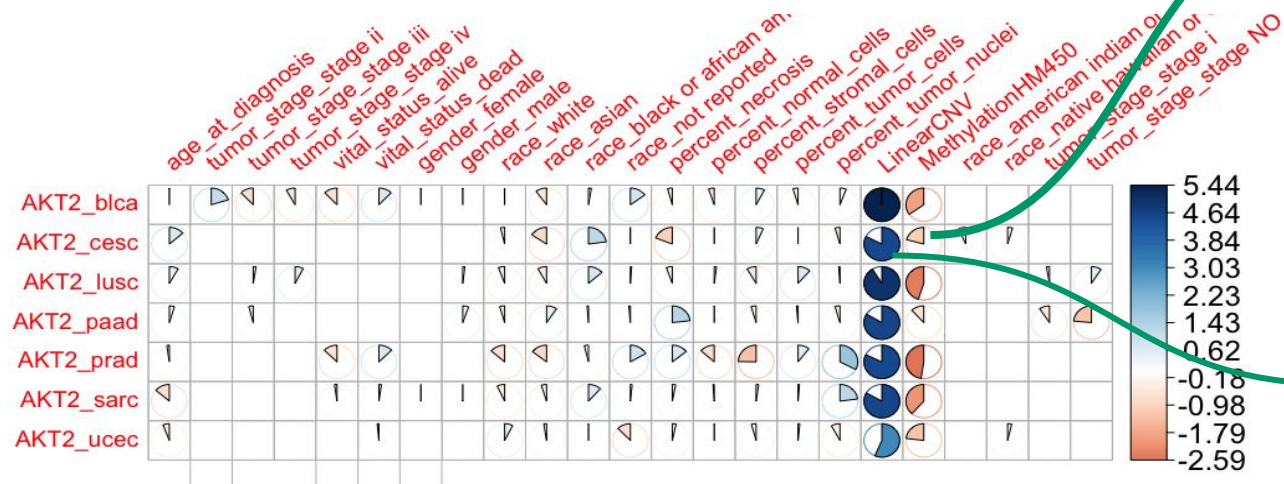 age_at_diagnosis
tumor_stage_stage ii
tumor_stage_stage iii
tumor_stage_stage iv
vital_status_alive
vital_status_dead
gender_female
gender_male
race_white
race_asian
race_black or african am
race_not reported
percent_necrosis
percent_normal_cells
percent_stromal_cells
percent_tumor_cells
percent_tumor_nuclei
LinearCNV
MethylationHM450
race_american indian or
race_native hawaiian or
tumor_stage_stage i
tumor_stage_stage NO
AKT2_blca
AKT2_cesc
AKT2_lusc
AKT2_paad
AKT2_prad
AKT2_sarc
AKT2_ucec
5.44
4.64
3.84
3.03
2.23
1.43
0.62
-0.18
-0.98
-1.79
-2.59